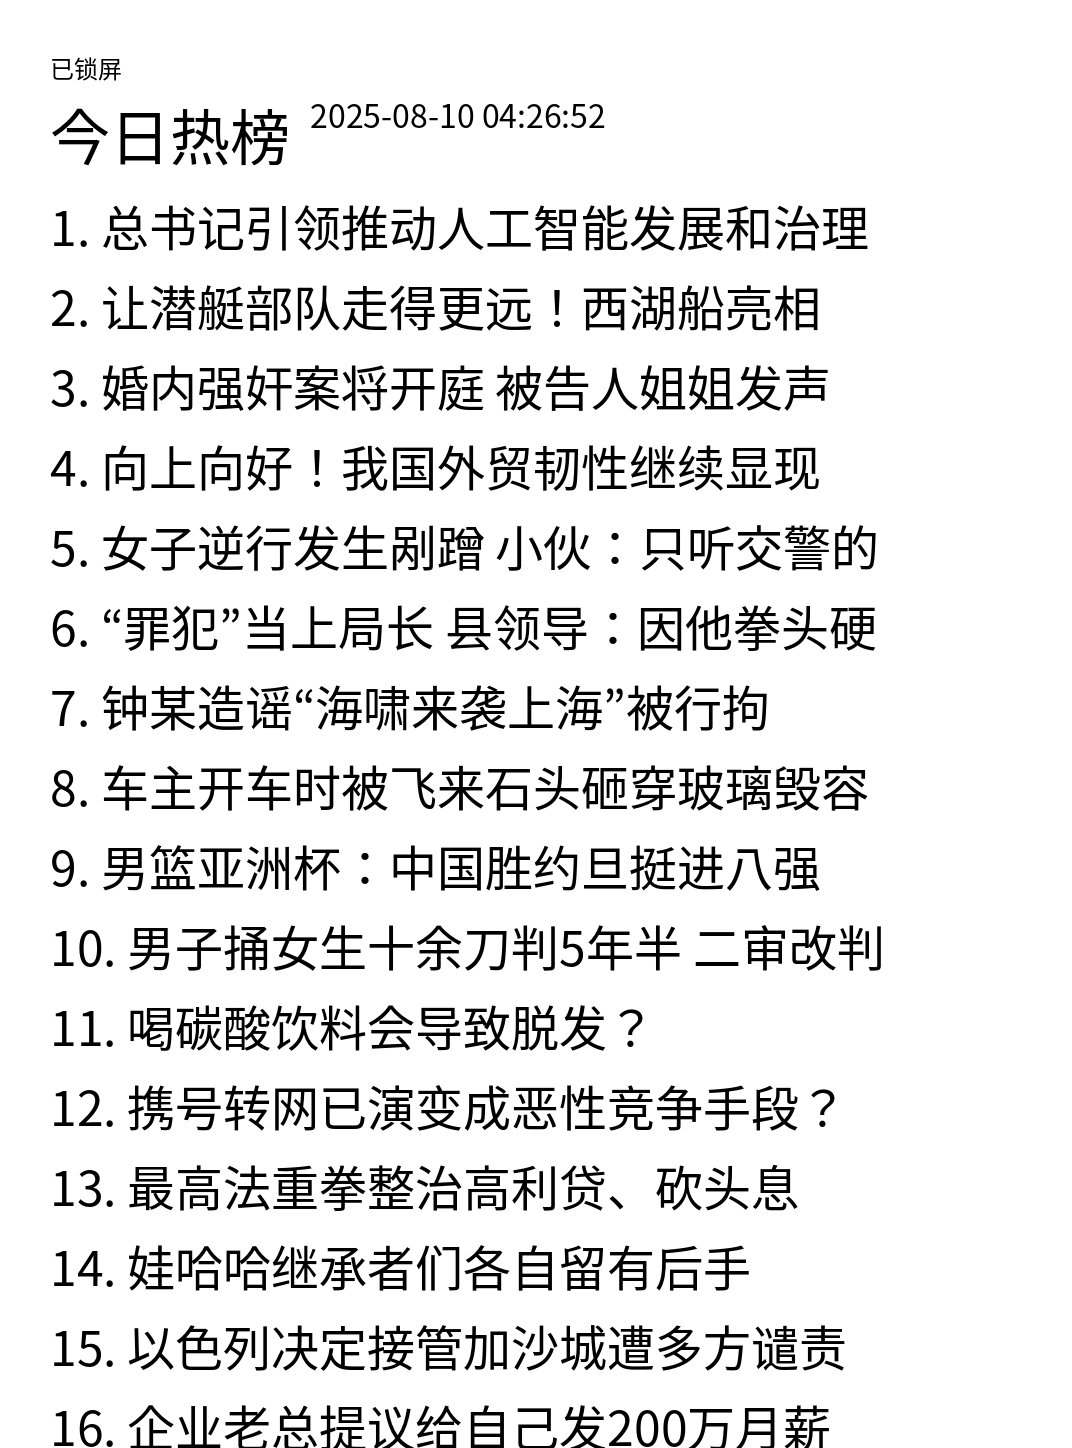 已锁屏
今日热榜 2025-08-10 04:26:52
1. 总书记引领推动人工智能发展和治理
2. 让潜艇部队走得更远！西湖船亮相
3. 婚内强奸案将开庭 被告人姐姐发声
4. 向上向好！我国外贸韧性继续显现
5. 女子逆行发生剐蹭 小伙：只听交警的
6. “罪犯”当上局长 县领导：因他拳头硬
7. 钟某造谣“海啸来袭上海”被行拘
8. 车主开车时被飞来石头砸穿玻璃毁容
9. 男篮亚洲杯：中国胜约旦挺进八强
10. 男子捅女生十余刀判5年半 二审改判
11. 喝碳酸饮料会导致脱发？
12. 携号转网已演变成恶性竞争手段？
13. 最高法重拳整治高利贷、砍头息
14. 娃哈哈继承者们各自留有后手
15. 以色列决定接管加沙城遭多方谴责
16. 企业老总提议给自己发200万月薪